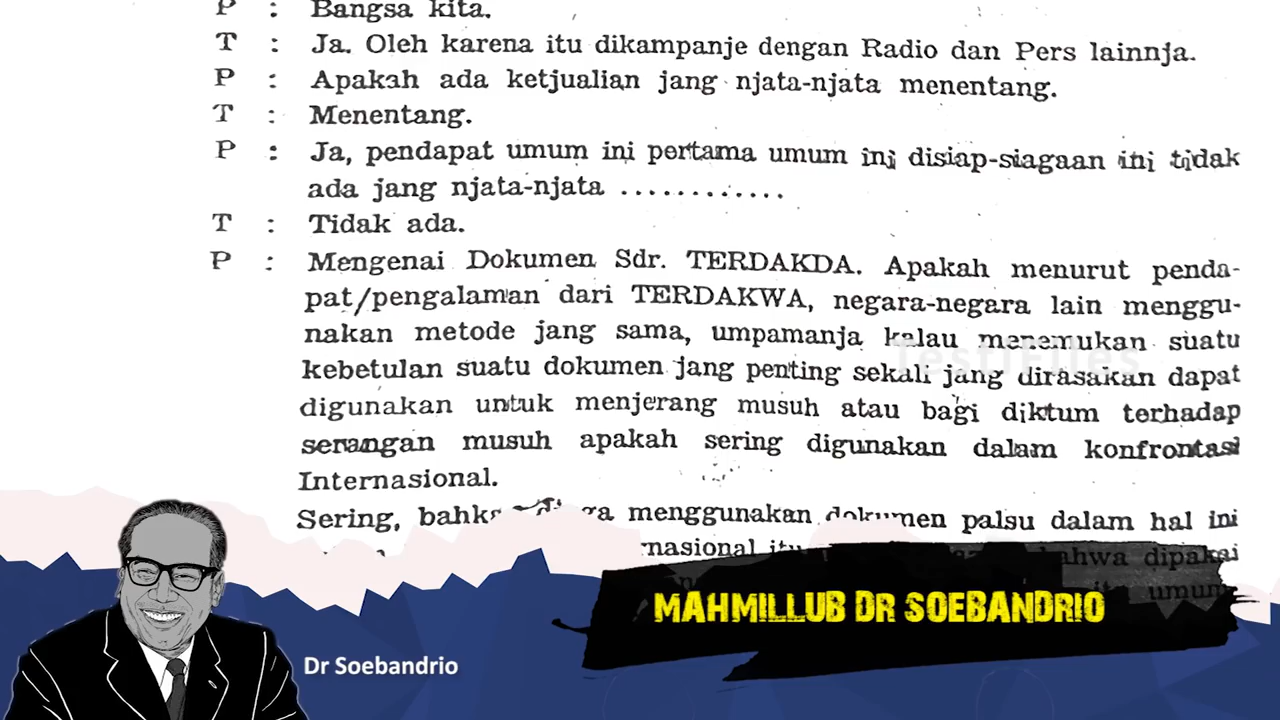 P : Bangsa kita.
T : Ja. Oleh karena itu dikampanje dengan Radio dan Pers lainnja.
P : Apakah ada ketjualian jang njata-njata menentang.
T : Menentang.
P : Ja, pendapat umum ini pertama umum ini disiap-siagaan ini tidak
ada jang njata-njata .............
T : Tidak ada.
P : Mengenai Dokumen Sdr. TERDAKDA. Apakah menurut penda-
pat/pengalaman dari TERDAKWA, negara-negara lain menggu-
nakan metode jang sama, umpamanja kalau menemukan suatu
kebetulan suatu dokumen jang penting sekali jang dirasakan dapat
digunakan untuk menjerang musuh atau bagi diktum terhadap
serangan musuh apakah sering digunakan dalam konfrontasi
Internasional.
Sering, menggunakan dokumen palsu dalam hal ini
itu bahwa dipakai
umum
TestiFiles
MAHMILLUB DR SOEBANDRIO
Dr Soebandrio